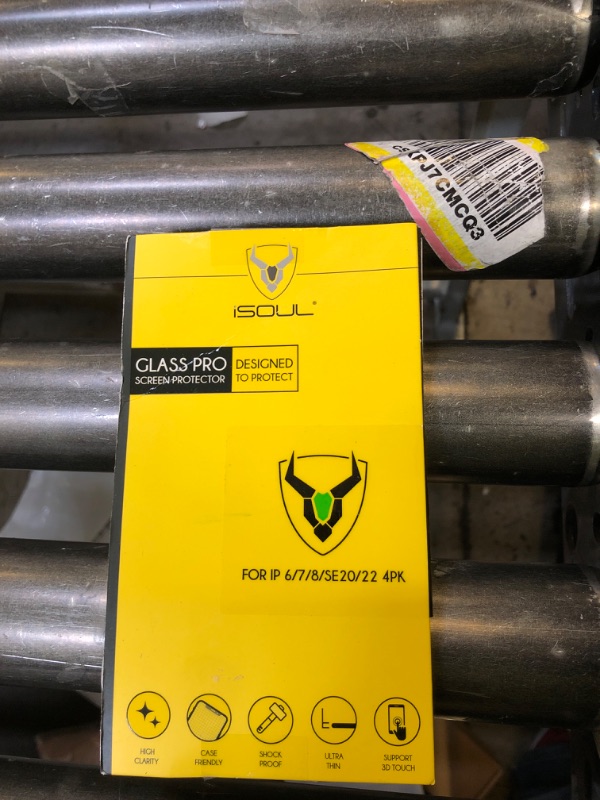 CSXFJ7CMCQ3
iSOUL®
GLASS PRO
SCREEN PROTECTOR
DESIGNED
TO PROTECT
FOR IP 6/7/8/SE20/22 4PK
HIGH
CLARITY
CASE
FRIENDLY
SHOCK
PROOF
ULTRA
THIN
SUPPORT
3D TOUCH